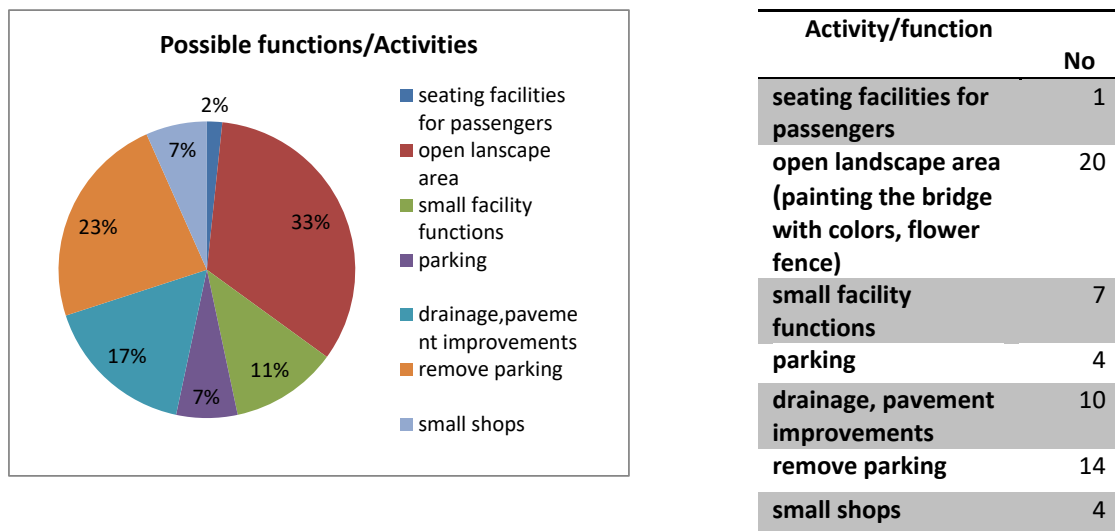 Possible functions/Activities
2%
33%
11%
7%
17%
23%
7%
seating facilities
for passengers
open lanscape
area
small facility
functions
parking
drainage,paveme
nt improvements
remove parking
small shops
Activity/function
No
seating facilities for 1
passengers
open landscape area 20
(painting the bridge
with colors, flower
fence)
small facility 7
functions
parking 4
drainage, pavement 10
improvements
remove parking 14
small shops 4